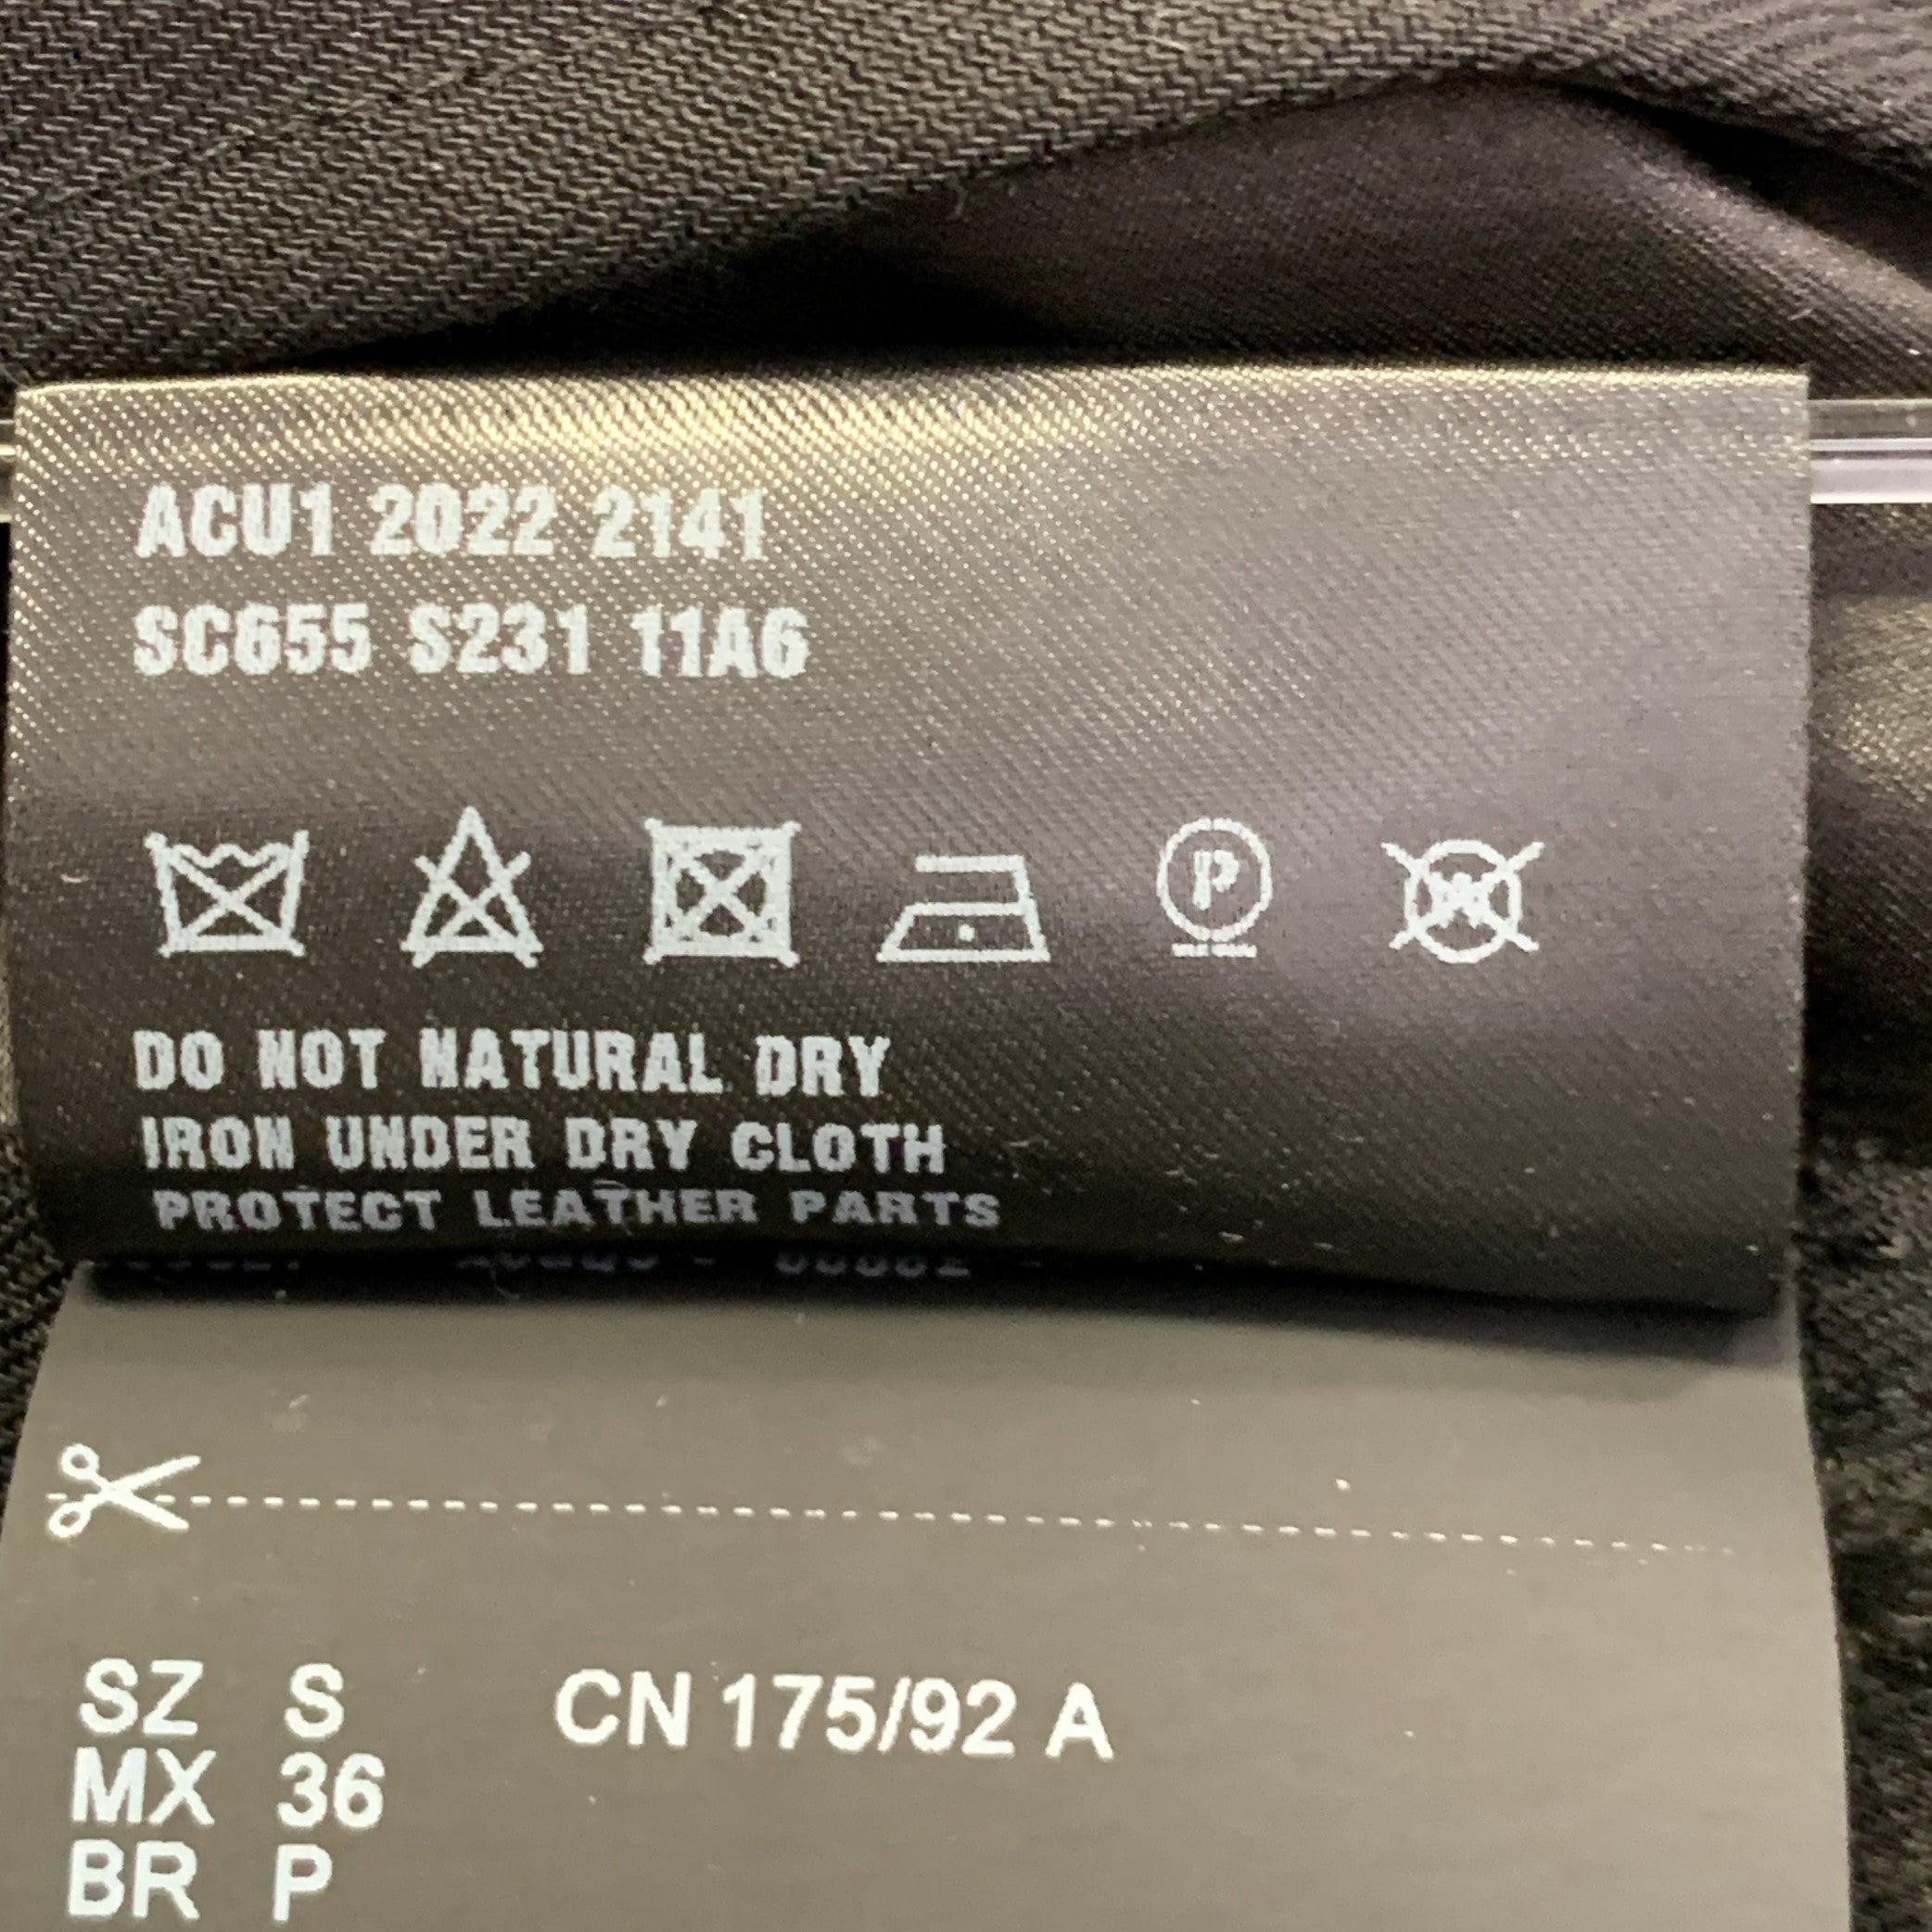 ACU1 2022 2141
SC655 S231 11A6
P W
DO NOT NATURAL DRY
IRON UNDER DRY CLOTH
PROTECT LEATHER PARTS
SZ S CN 175/92 A
MX 36
BR P